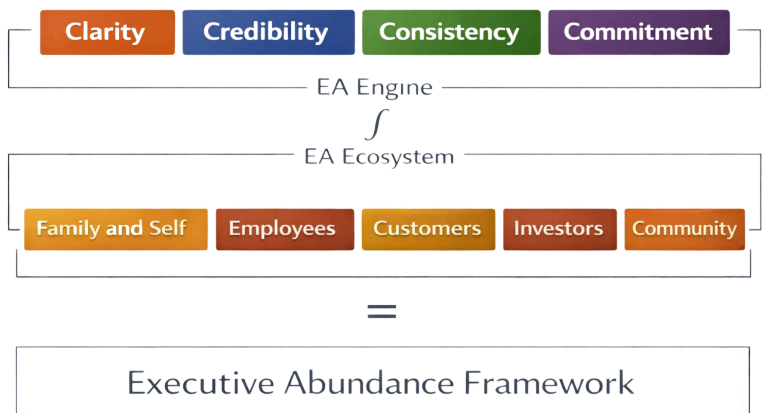 Clarity Credibility Consistency Commitment
EA Engine
∫
EA Ecosystem
Family and Self Employees Customers Investors Community
=
Executive Abundance Framework